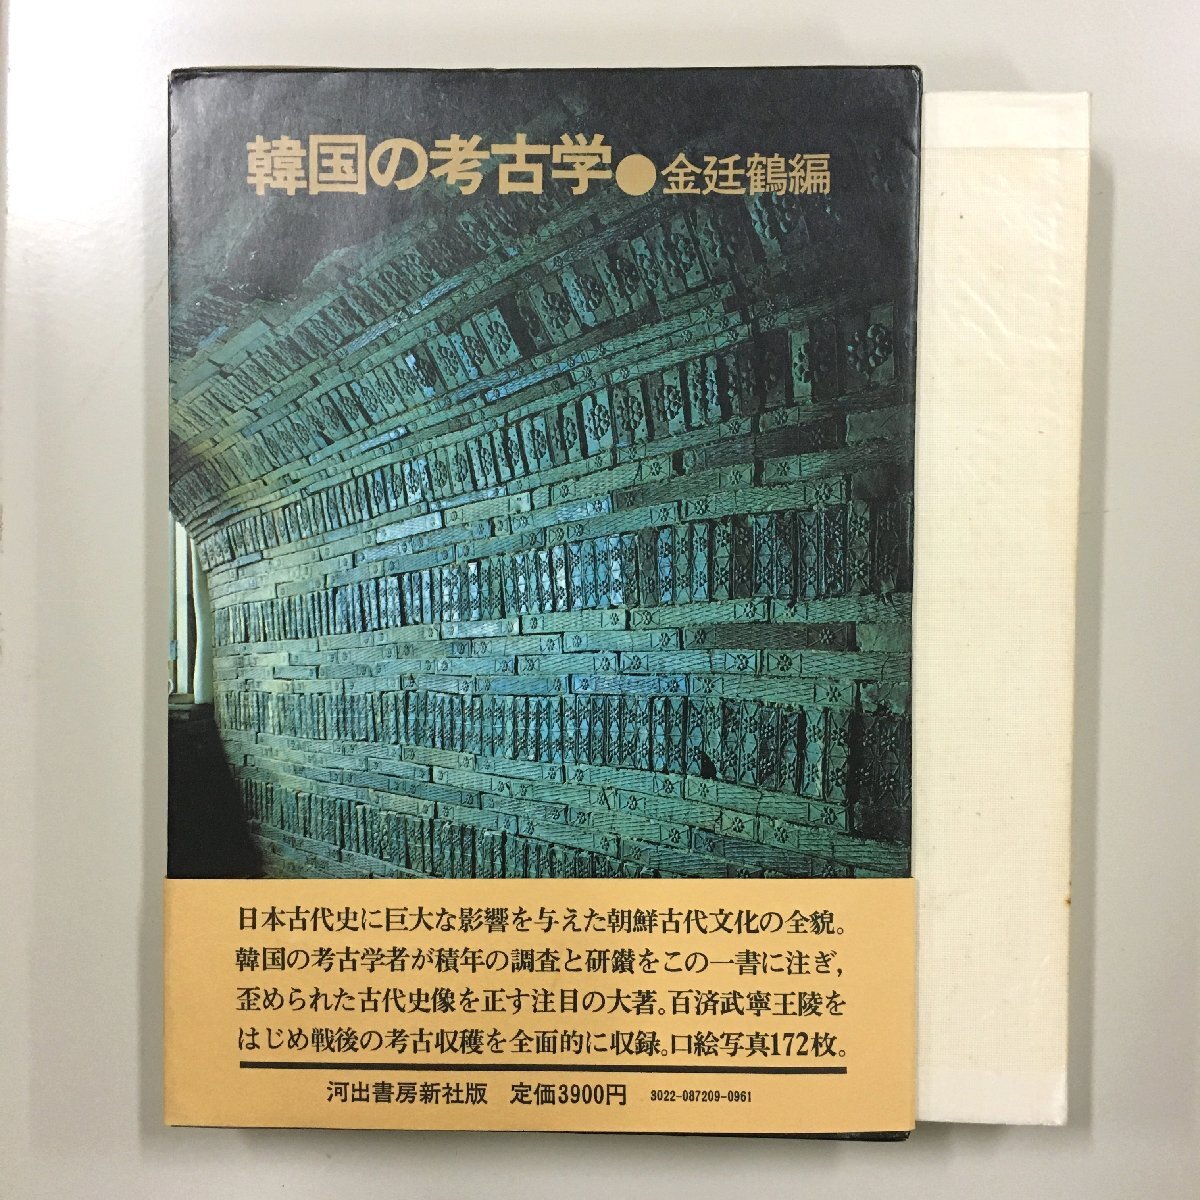 韓国の考古学●金廷鶴編
日本古代史に巨大な影響を与えた朝鮮古代文化の全貌。
韓国の考古学者が積年の調査と研鑽をこの一書に注ぎ,
歪められた古代史像を正す注目の大著。百済武寧王陵を
はじめ戦後の考古収穫を全面的に収録。口絵写真172枚。
河出書房新社版 定価3900円 3022-087209-0961